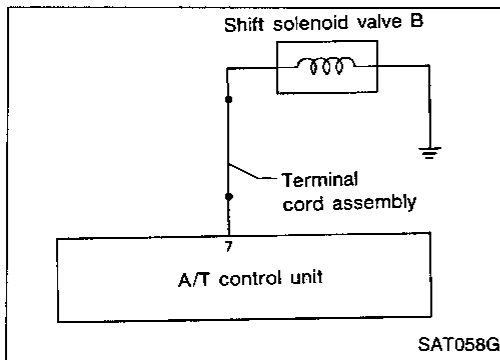 Shift solenoid valve B
Terminal
cord assembly
7
A/T control unit
SAT058G